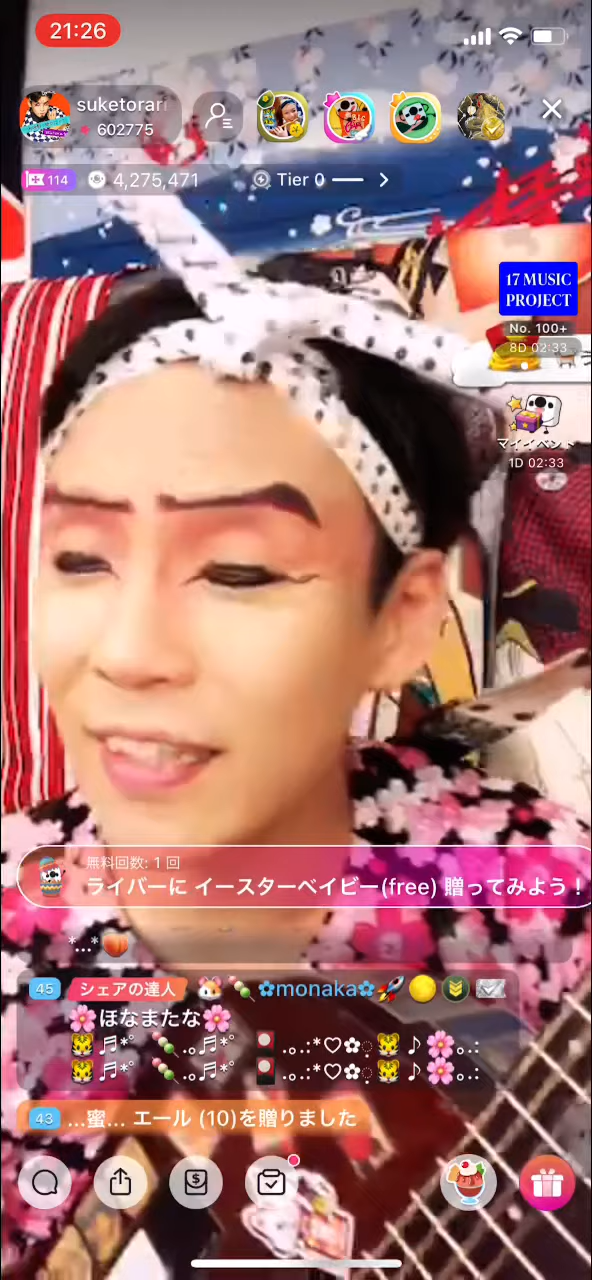 21:26
suketorari
602775
114
4,275,471
Tier 0
17 MUSIC
PROJECT
No. 100+
8D 02:33
マイイベント
1D 02:33
無料回数: 1 回
ライバーに イースターベイビー(free) 贈ってみよう！
*...*🍑
45 シェアの達人 🐹🍡✿monaka✿🚀
🌸ほなまたな🌸
🐯♬*° 🍡.｡♬*° 🎴.｡.:*♡✿ 🐯♪🌸｡.:
🐯♬*° 🍡.｡♬*° 🎴.｡.:*♡✿ 🐯♪🌸｡.:
43 ...蜜... エール (10)を贈りました